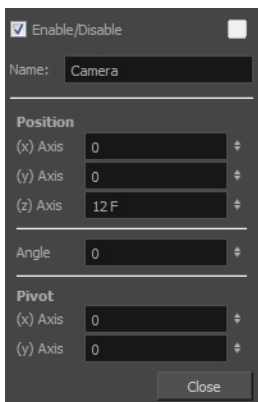 Enable/Disable
Name: Camera
Position
(x) Axis 0
(y) Axis 0
(z) Axis 12 F
Angle 0
Pivot
(x) Axis 0
(y) Axis 0
Close